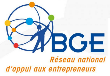 BGE
Réseau national
d'appui aux entrepreneurs